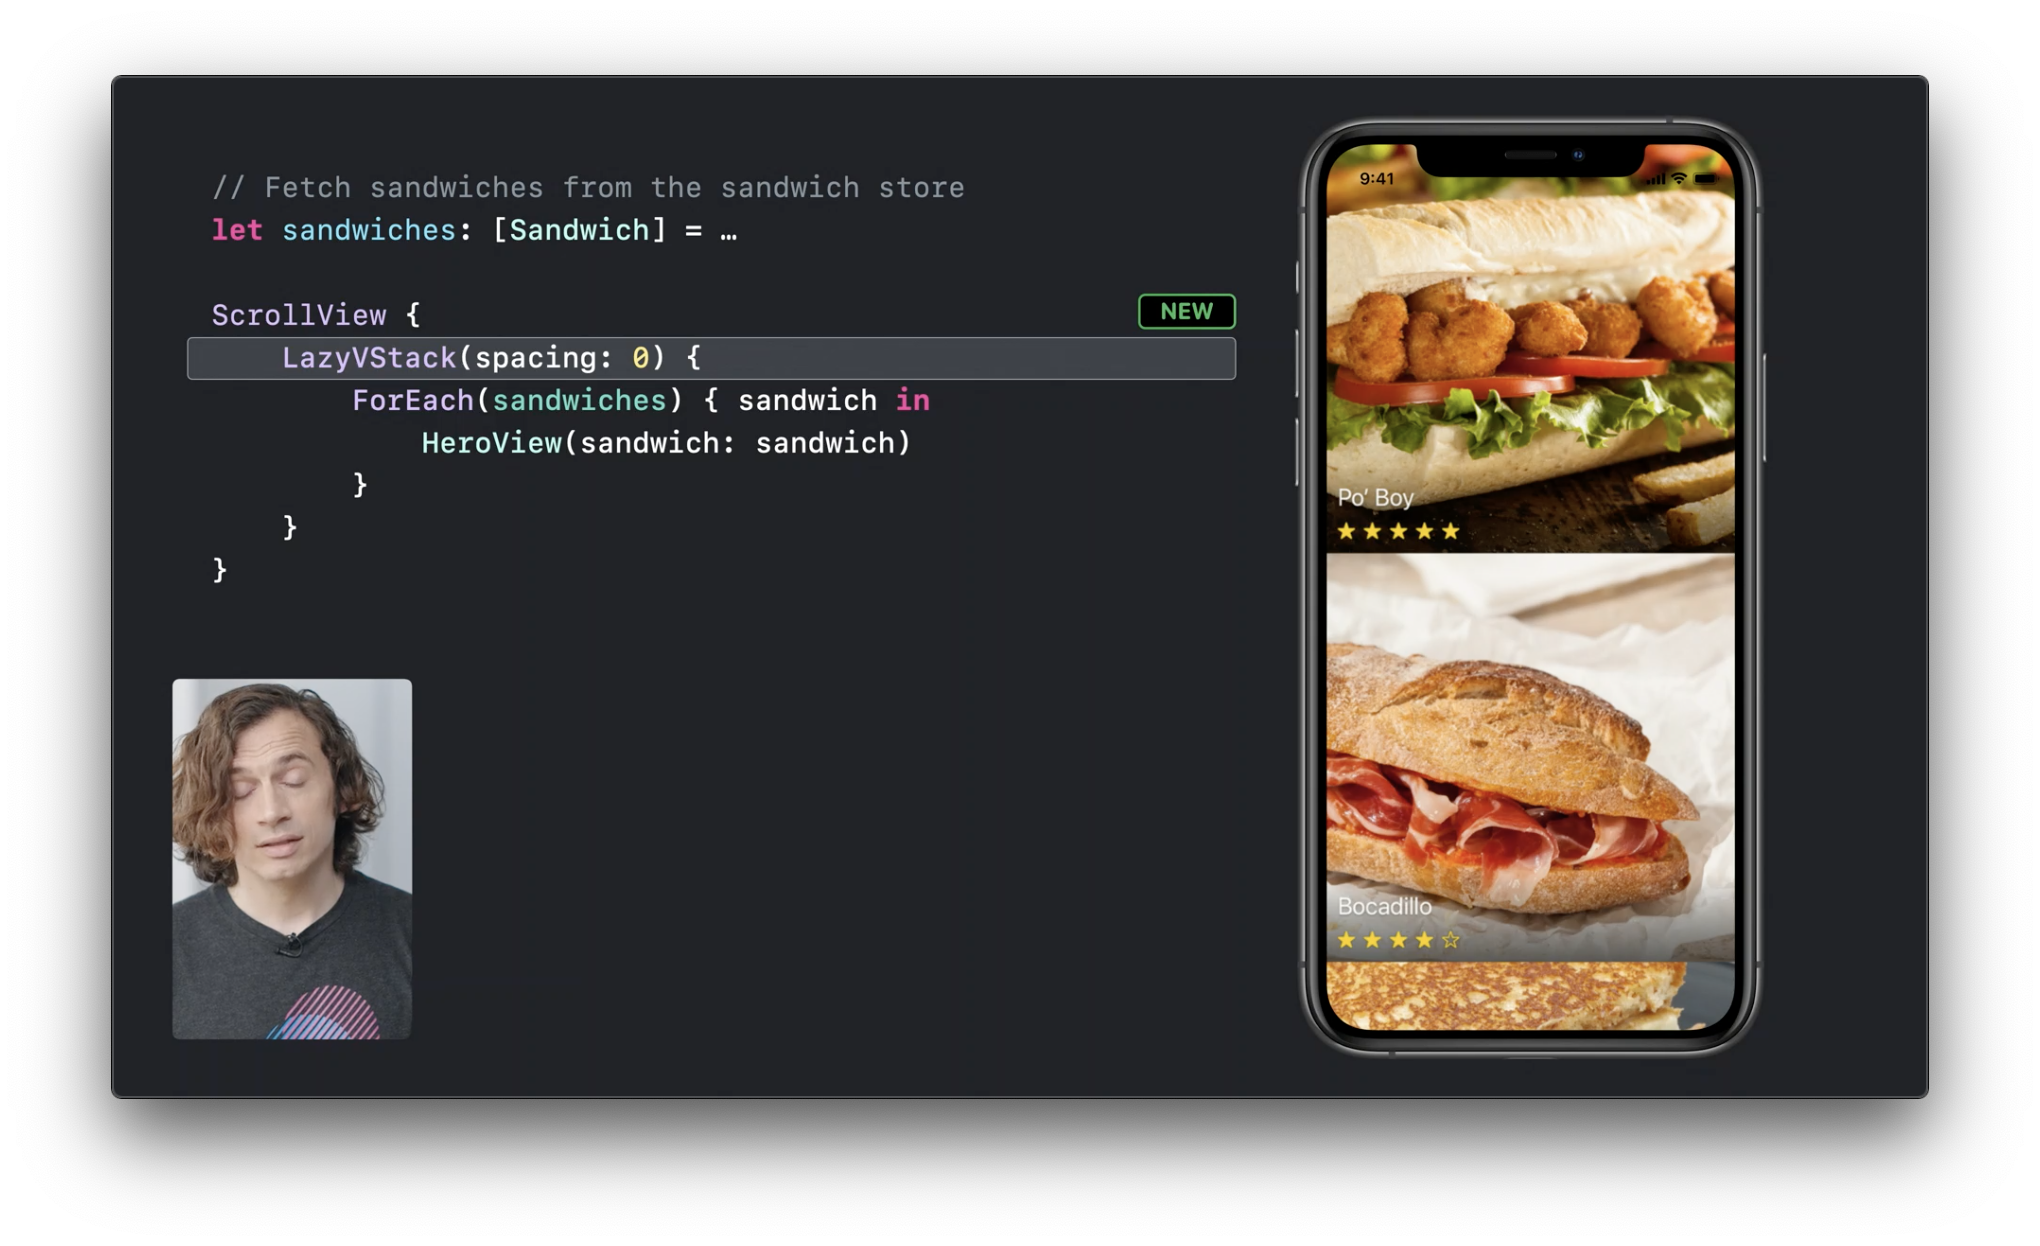 // Fetch sandwiches from the sandwich store
let sandwiches: [Sandwich] = …
ScrollView {
NEW
    LazyVStack(spacing: 0) {
        ForEach(sandwiches) { sandwich in
            HeroView(sandwich: sandwich)
        }
    }
}
9:41
Po’ Boy
★★★★★
Bocadillo
★★★★☆